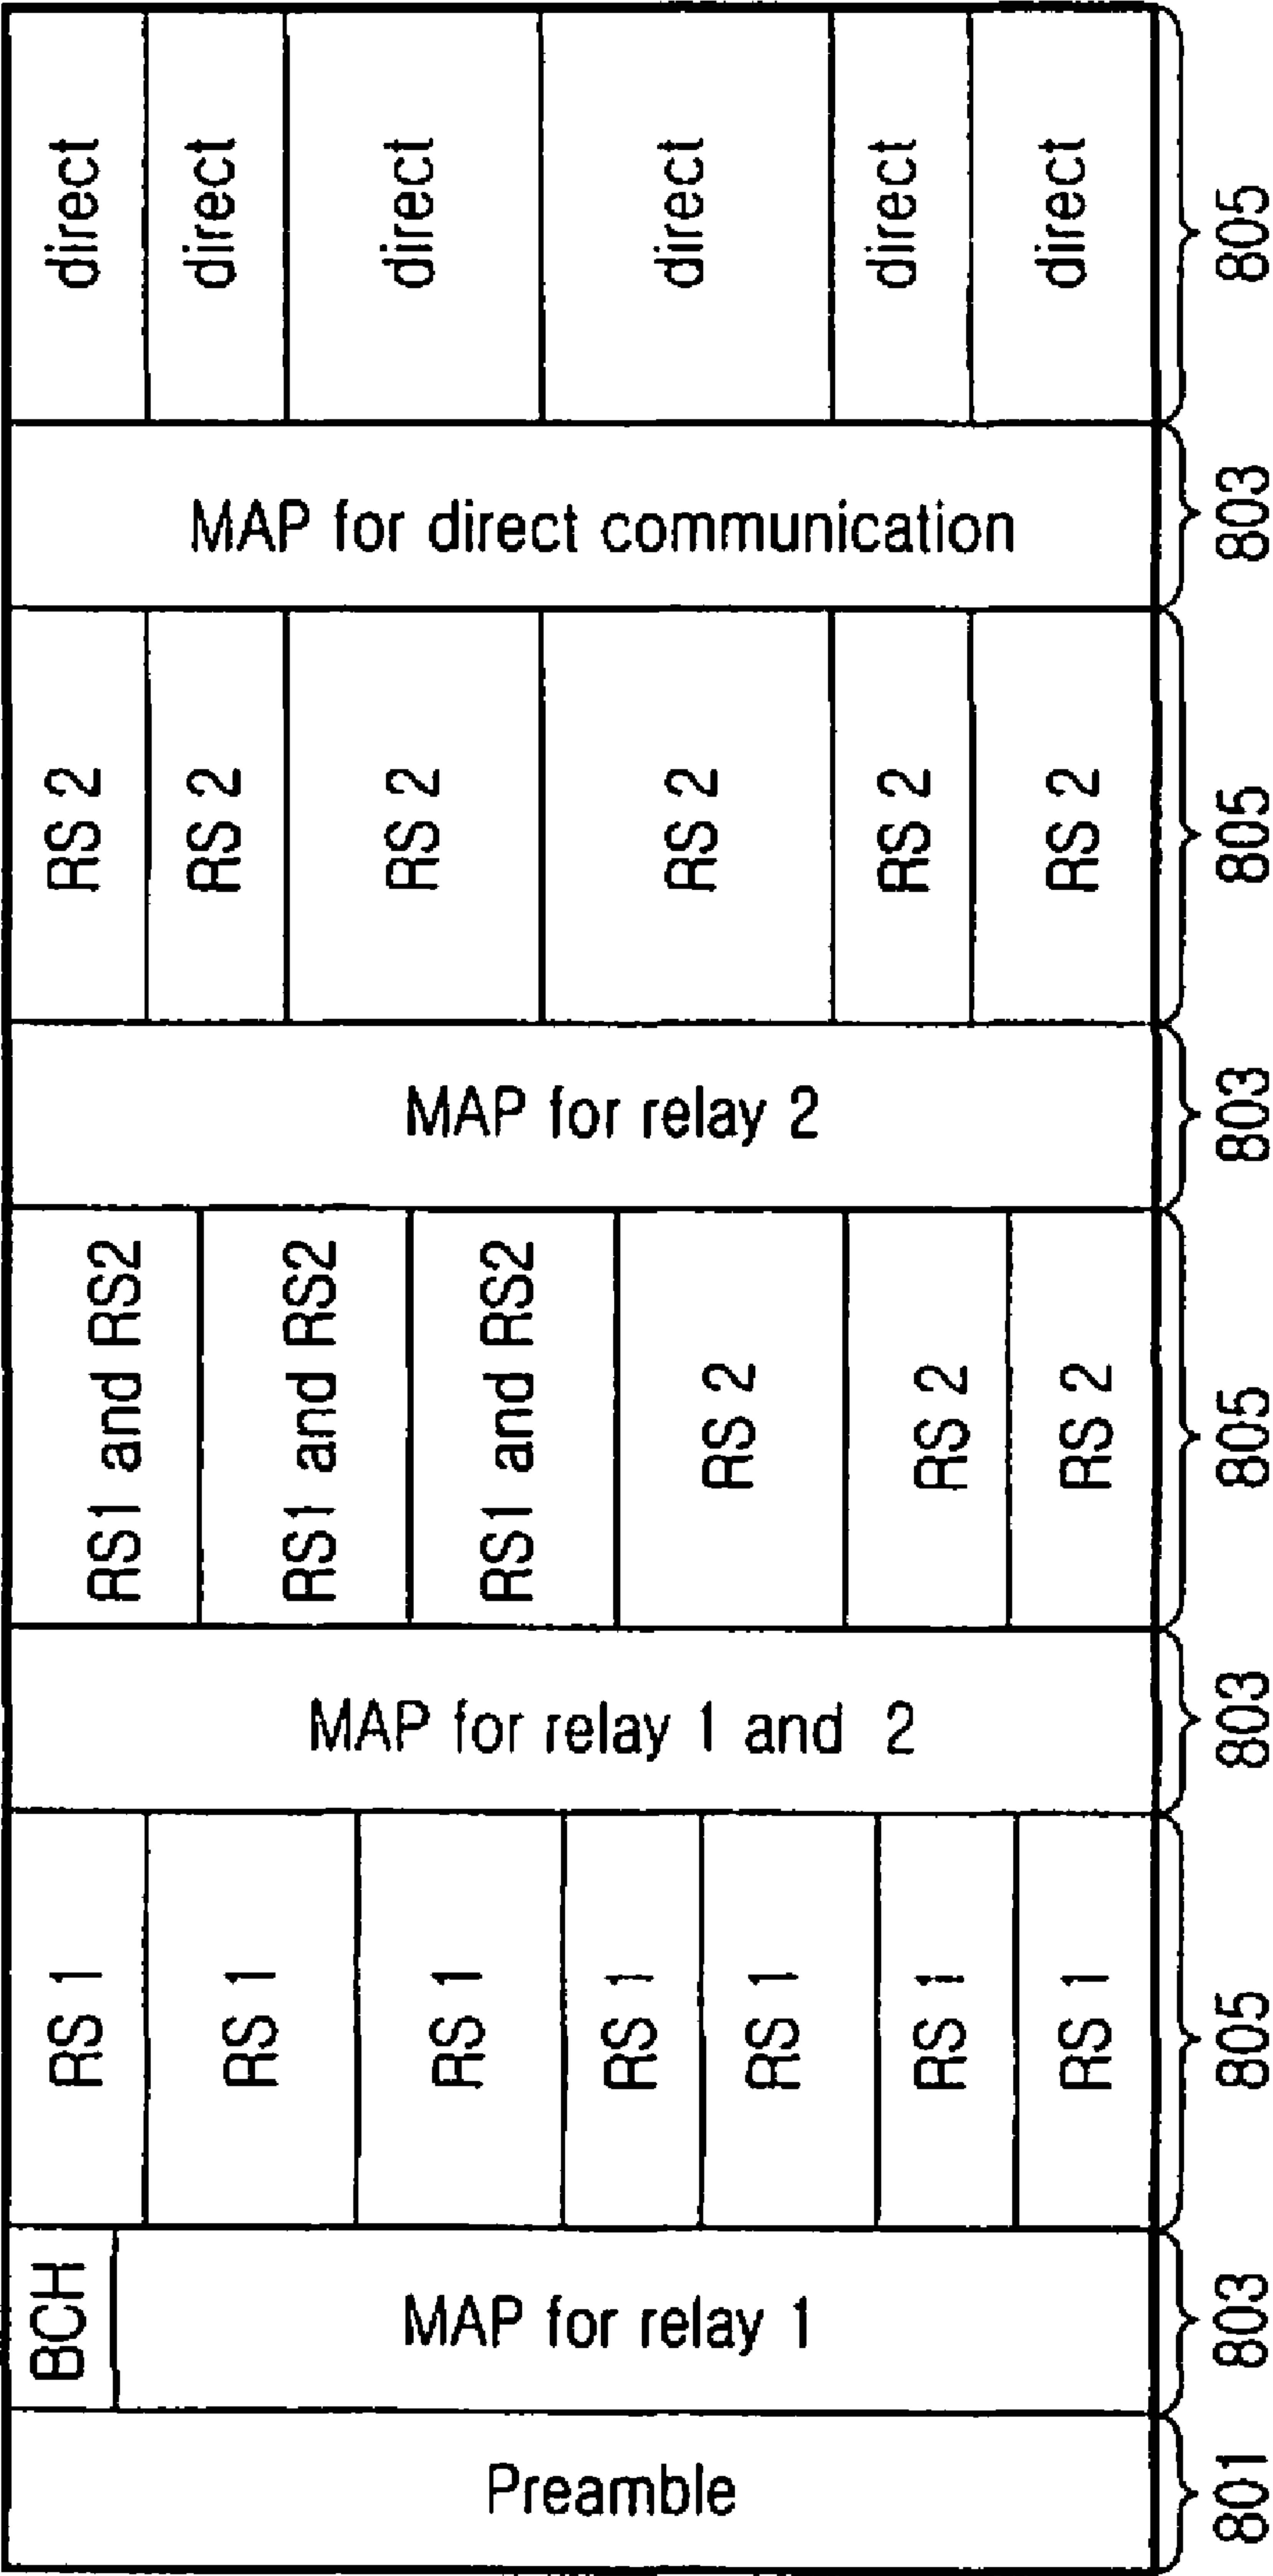 direct
direct
direct
direct
direct
direct
805
MAP for direct communication
803
RS 2
RS 2
RS 2
RS 2
RS 2
RS 2
805
MAP for relay 2
803
RS1 and RS2
RS1 and RS2
RS1 and RS2
RS 2
RS 2
RS 2
805
MAP for relay 1 and 2
803
RS 1
RS 1
RS 1
RS 1
RS 1
RS 1
RS 1
805
BCH
MAP for relay 1
803
Preamble
801